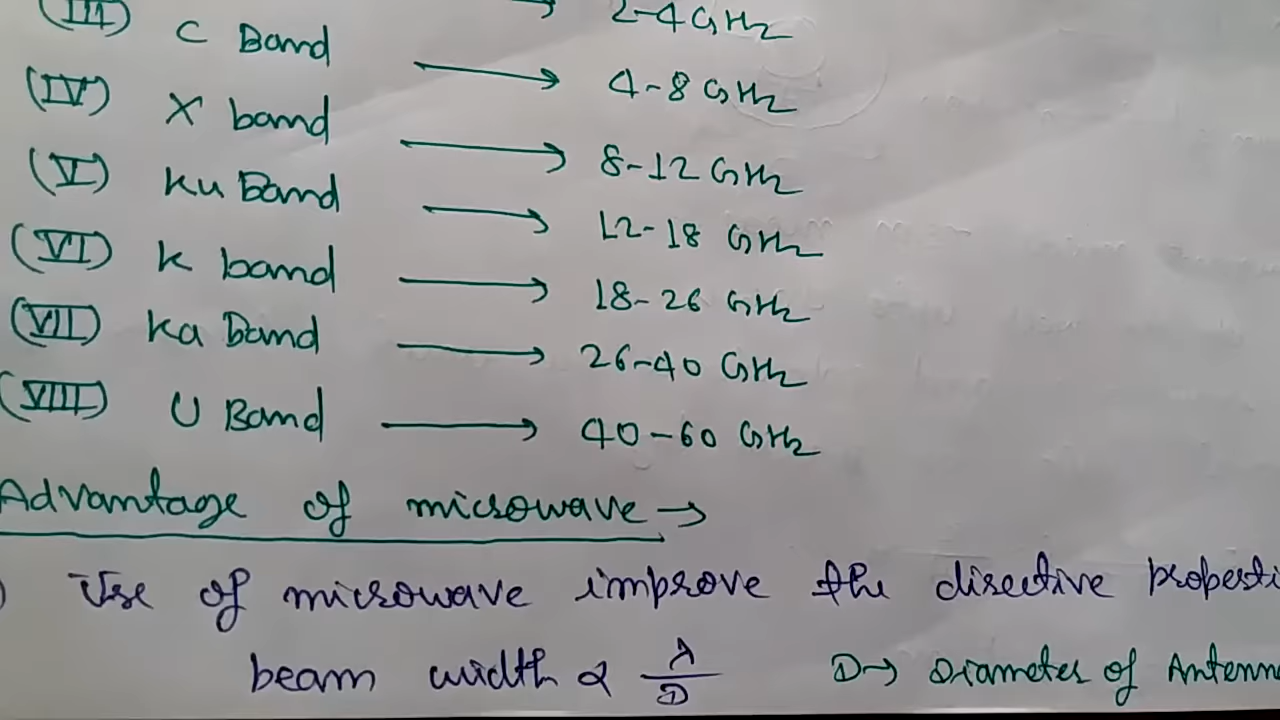 (III) C Band → 2-4 GHz
(IV) X band → 4-8 GHz
(V) Ku Band → 8-12 GHz
(VI) K band → 12-18 GHz
(VII) Ka Band → 18-26 GHz
(VIII) U Band → 26-40 GHz
→ 40-60 GHz
Advantage of microwave →
) Use of microwave improve the directive properti
beam width ∝ λ/D D→ Diameter of Antenn